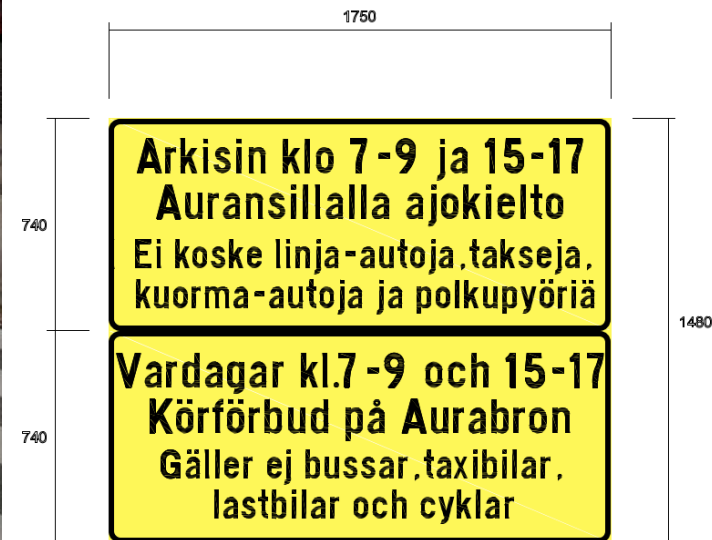 1750
740
Arkisin klo 7-9 ja 15-17
Auransillalla ajokielto
Ei koske linja-autoja,takseja,
kuorma-autoja ja polkupyöriä
1480
740
Vardagar kl.7-9 och 15-17
Körförbud på Aurabron
Gäller ej bussar,taxibilar,
lastbilar och cyklar